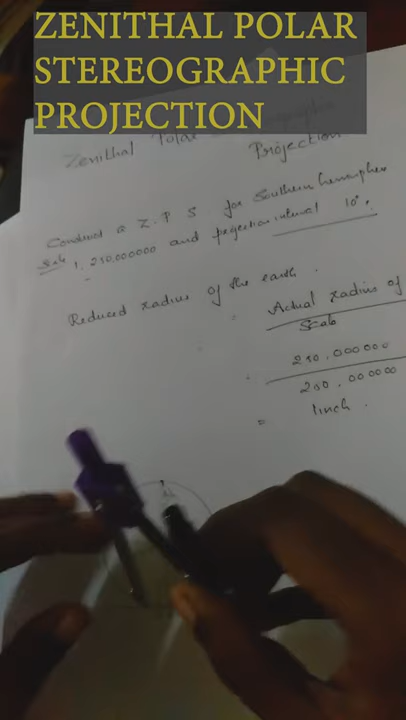 ZENITHAL POLAR
STEREOGRAPHIC
PROJECTION
Zenithal Polar
Projection
Construct a Z.P.S for Southern hemisphere
Scale 1:250,000000 and projection interval 10°.
Reduced radius of the earth.
= Actual radius of
Scale
= 250,000000
250,000000
= 1inch.